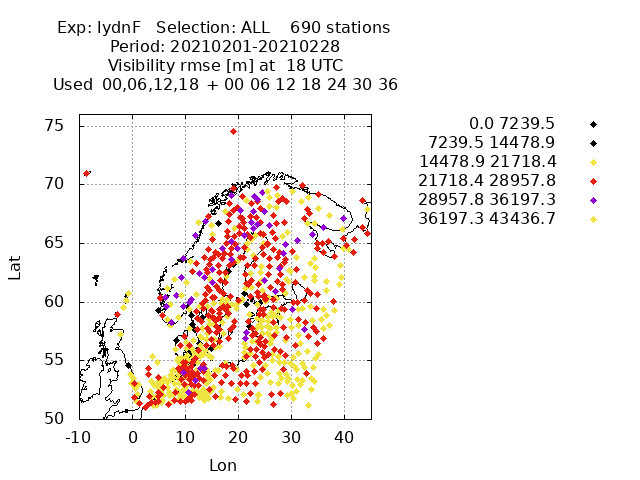 Exp: IydnF   Selection: ALL    690 stations
Period: 20210201-20210228
Visibility rmse [m] at  18 UTC
Used  00,06,12,18 + 00 06 12 18 24 30 36
0.0 7239.5
7239.5 14478.9
14478.9 21718.4
21718.4 28957.8
28957.8 36197.3
36197.3 43436.7
75
70
65
60
55
50
Lat
-10 0 10 20 30 40
Lon